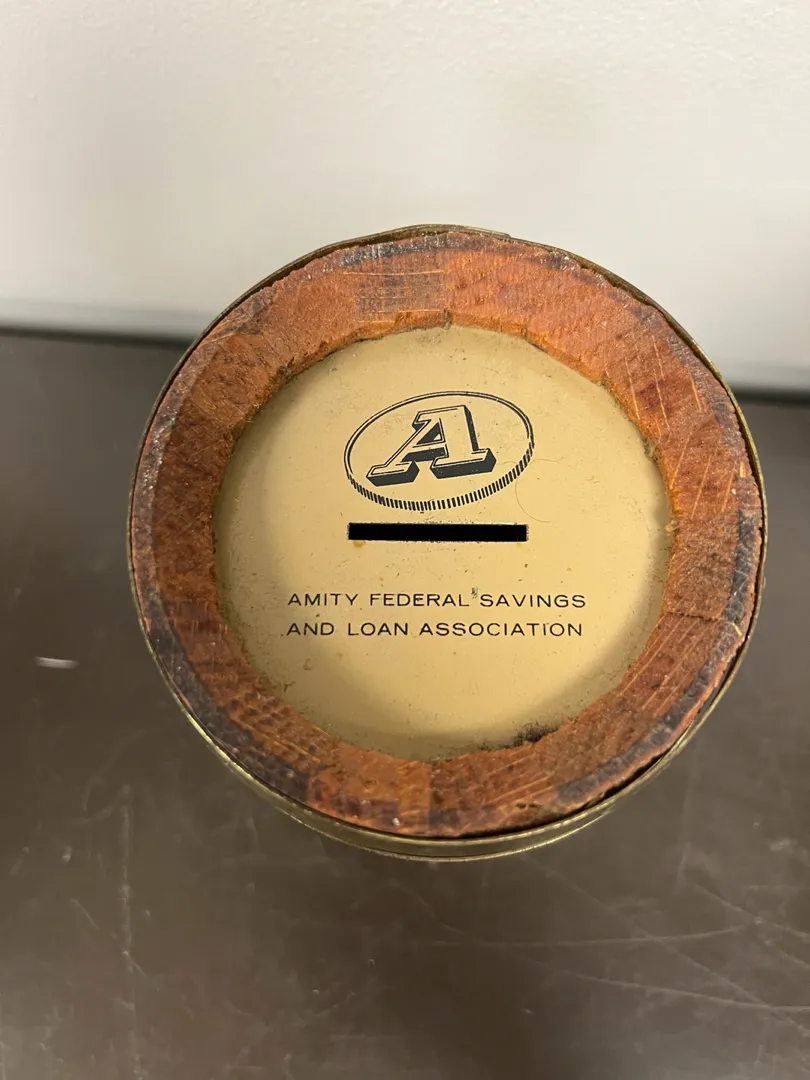 A
AMITY FEDERAL SAVINGS
AND LOAN ASSOCIATION